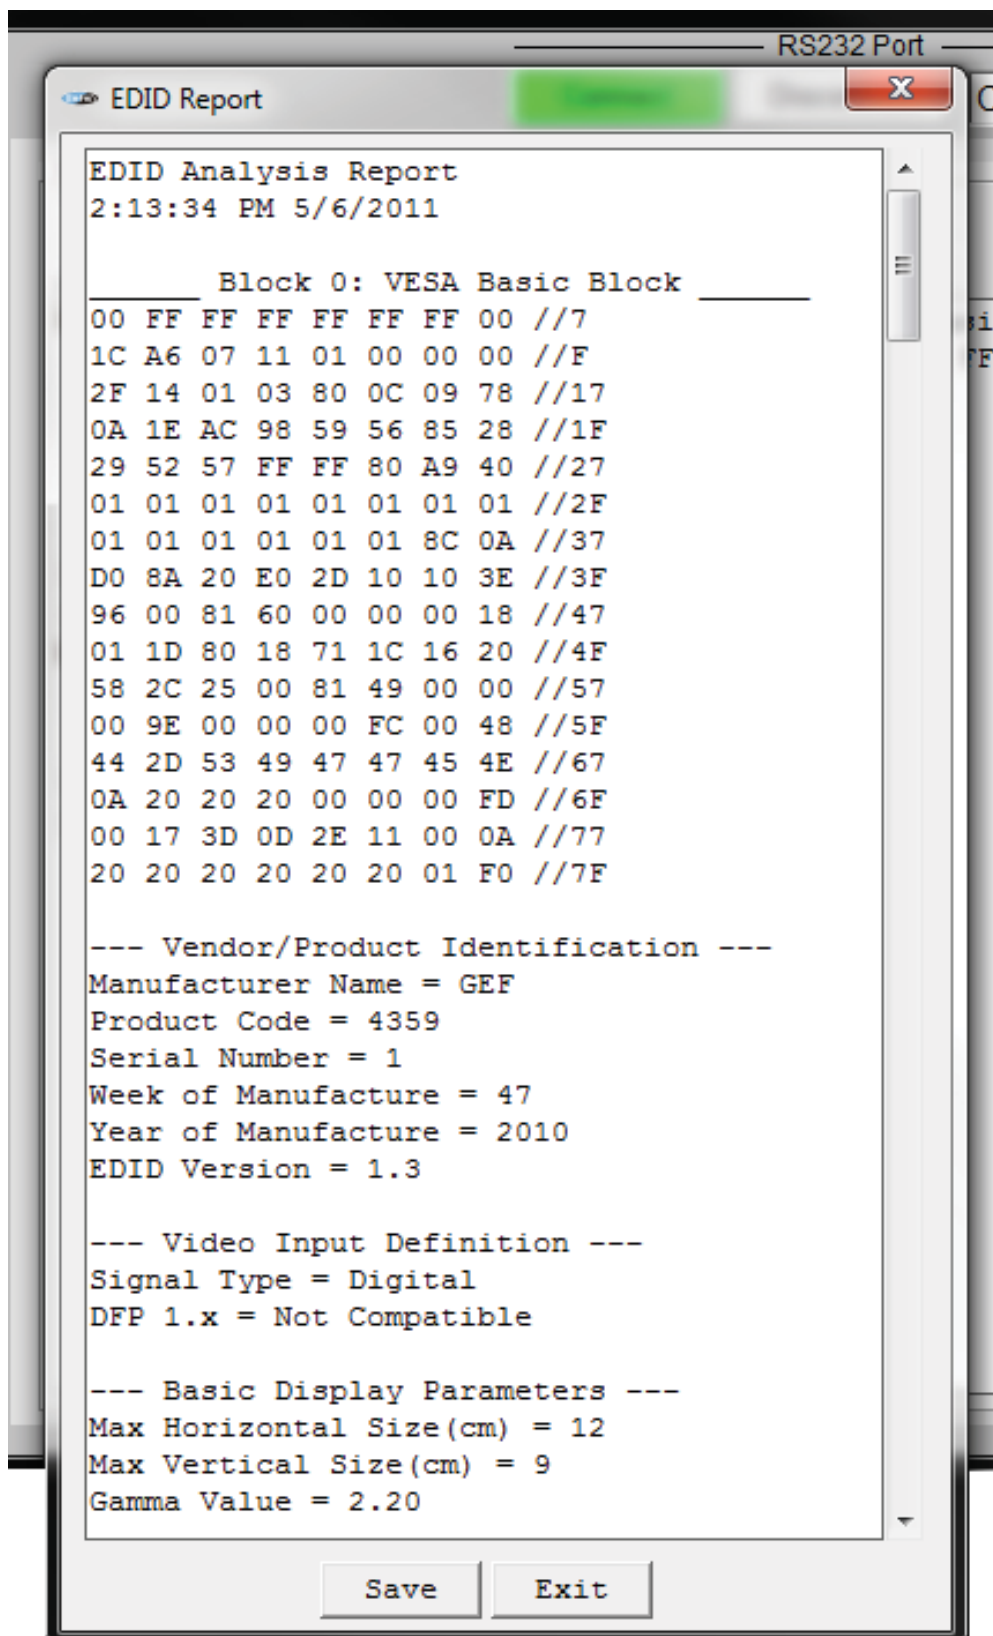 RS232 Port
EDID Report
EDID Analysis Report
2:13:34 PM 5/6/2011
______ Block 0: VESA Basic Block ______
00 FF FF FF FF FF FF 00 //7
1C A6 07 11 01 00 00 00 //F
2F 14 01 03 80 0C 09 78 //17
0A 1E AC 98 59 56 85 28 //1F
29 52 57 FF FF 80 A9 40 //27
01 01 01 01 01 01 01 01 //2F
01 01 01 01 01 01 8C 0A //37
D0 8A 20 E0 2D 10 10 3E //3F
96 00 81 60 00 00 00 18 //47
01 1D 80 18 71 1C 16 20 //4F
58 2C 25 00 81 49 00 00 //57
00 9E 00 00 00 FC 00 48 //5F
44 2D 53 49 47 47 45 4E //67
0A 20 20 20 00 00 00 FD //6F
00 17 3D 0D 2E 11 00 0A //77
20 20 20 20 20 20 01 F0 //7F
--- Vendor/Product Identification ---
Manufacturer Name = GEF
Product Code = 4359
Serial Number = 1
Week of Manufacture = 47
Year of Manufacture = 2010
EDID Version = 1.3
--- Video Input Definition ---
Signal Type = Digital
DFP 1.x = Not Compatible
--- Basic Display Parameters ---
Max Horizontal Size(cm) = 12
Max Vertical Size(cm) = 9
Gamma Value = 2.20
Save Exit